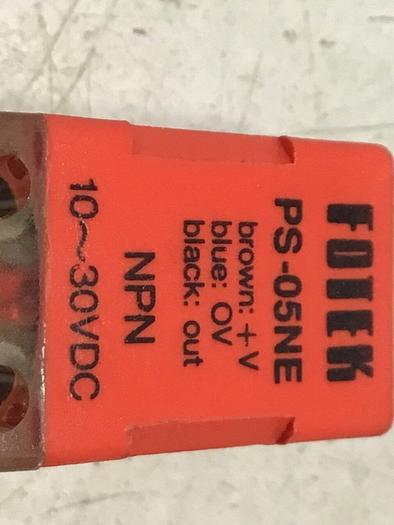 FOTEK
PS-05NE
brown: + V
blue: 0V
black: out
NPN
10~30VDC